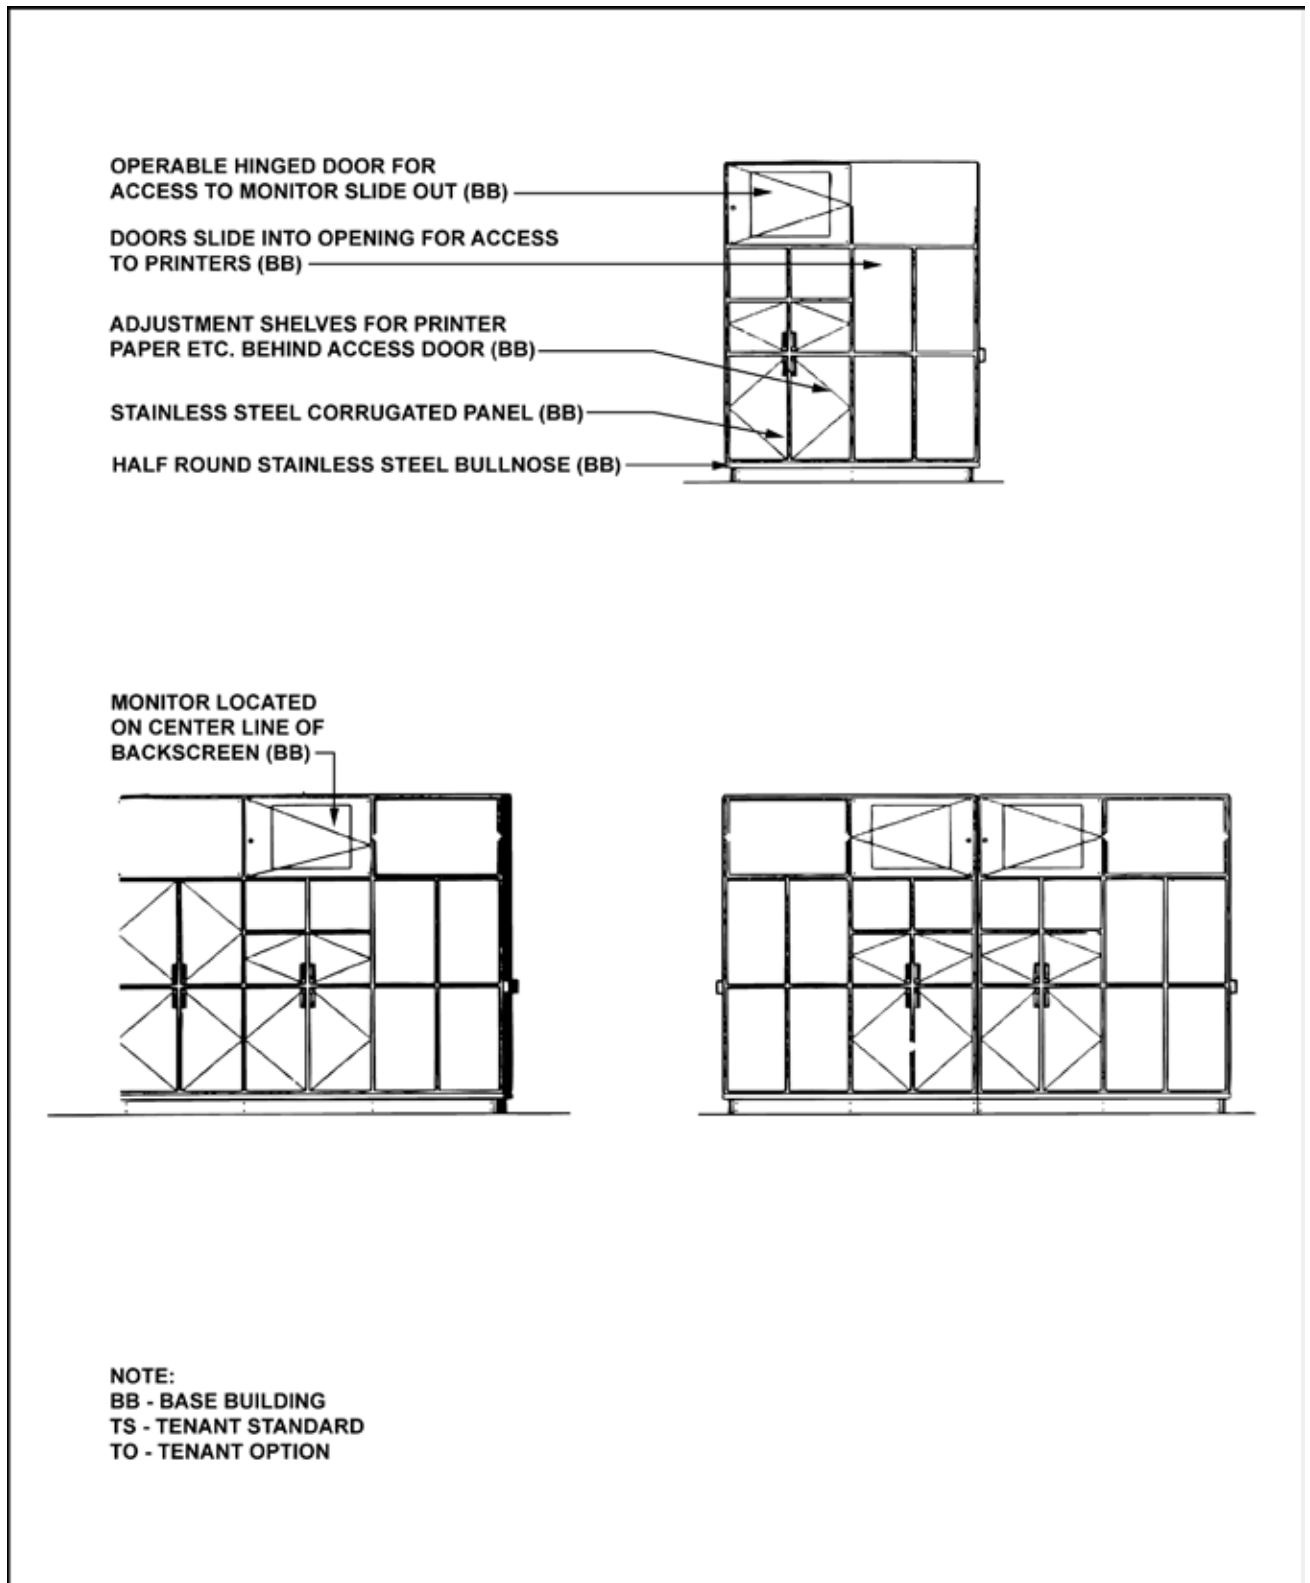 OPERABLE HINGED DOOR FOR
ACCESS TO MONITOR SLIDE OUT (BB)
DOORS SLIDE INTO OPENING FOR ACCESS
TO PRINTERS (BB)
ADJUSTMENT SHELVES FOR PRINTER
PAPER ETC. BEHIND ACCESS DOOR (BB)
STAINLESS STEEL CORRUGATED PANEL (BB)
HALF ROUND STAINLESS STEEL BULLNOSE (BB)
MONITOR LOCATED
ON CENTER LINE OF
BACKSCREEN (BB)
NOTE:
BB - BASE BUILDING
TS - TENANT STANDARD
TO - TENANT OPTION